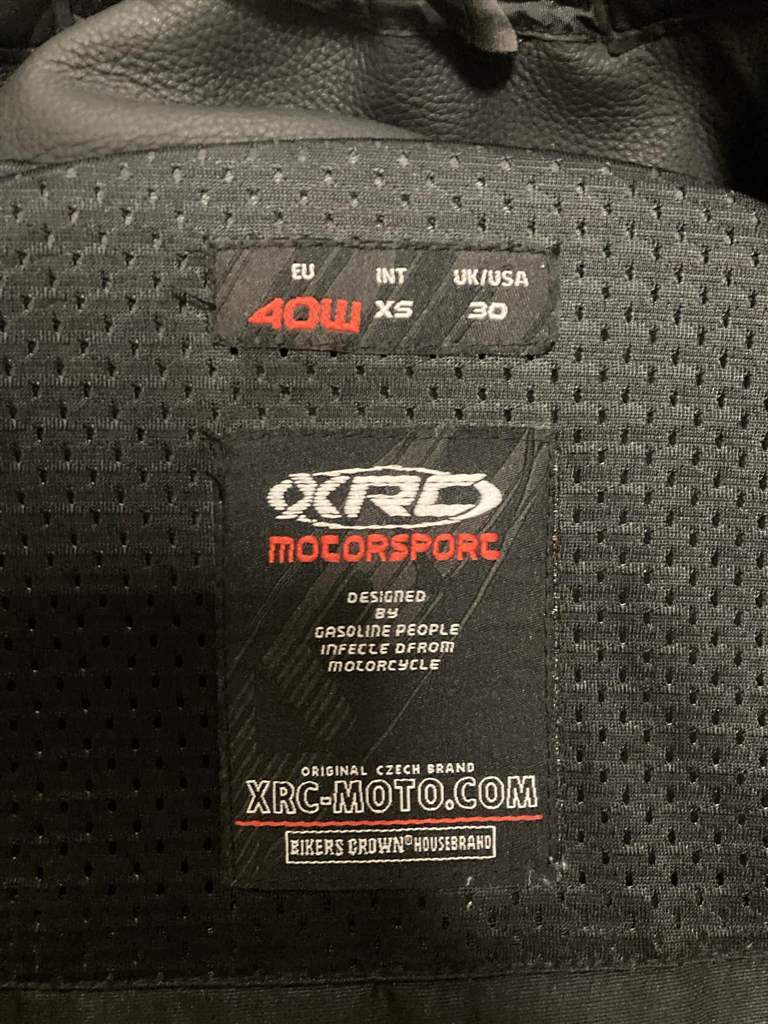 EU INT UK/USA
40W XS 30
XRC
MOTORSPORT
DESIGNED
BY
GASOLINE PEOPLE
INFECTE DFROM
MOTORCYCLE
ORIGINAL CZECH BRAND
XRC-MOTO.COM
BIKERS CROWN® HOUSEBRAND